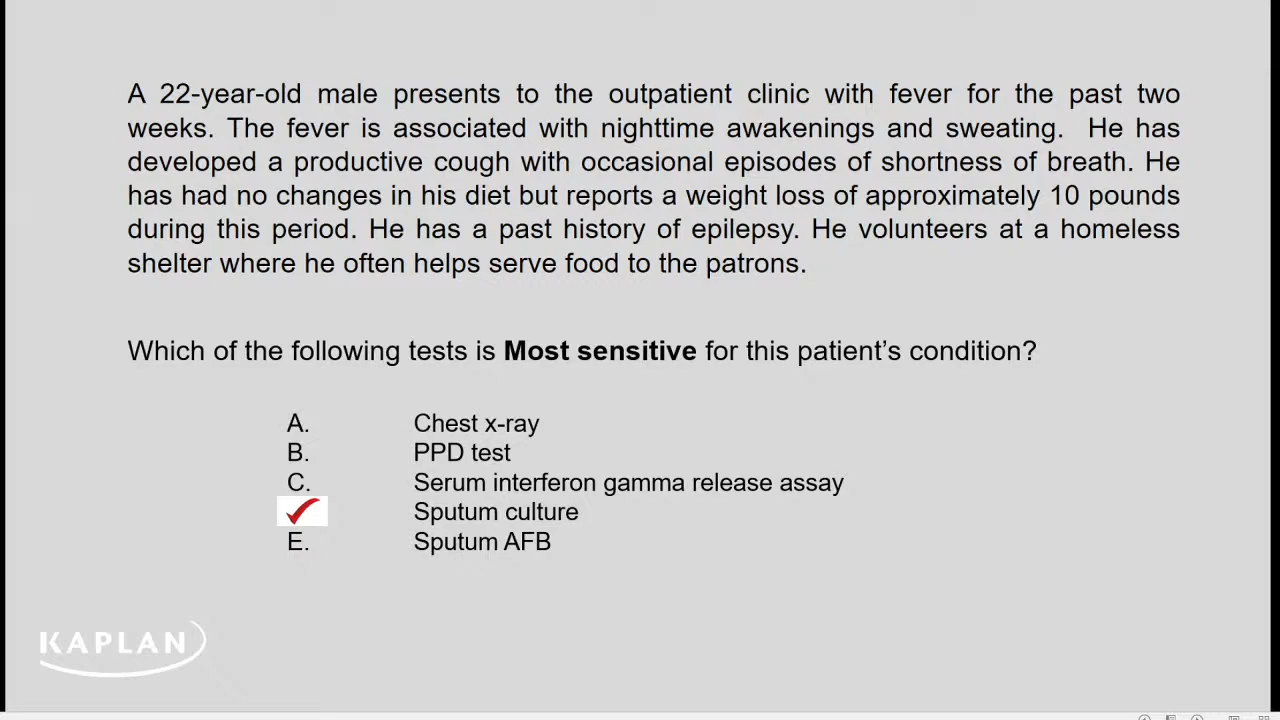 A 22-year-old male presents to the outpatient clinic with fever for the past two
weeks. The fever is associated with nighttime awakenings and sweating. He has
developed a productive cough with occasional episodes of shortness of breath. He
has had no changes in his diet but reports a weight loss of approximately 10 pounds
during this period. He has a past history of epilepsy. He volunteers at a homeless
shelter where he often helps serve food to the patrons.
Which of the following tests is Most sensitive for this patient's condition?
A. Chest x-ray
B. PPD test
C. Serum interferon gamma release assay
Sputum culture
E. Sputum AFB
KAPLAN